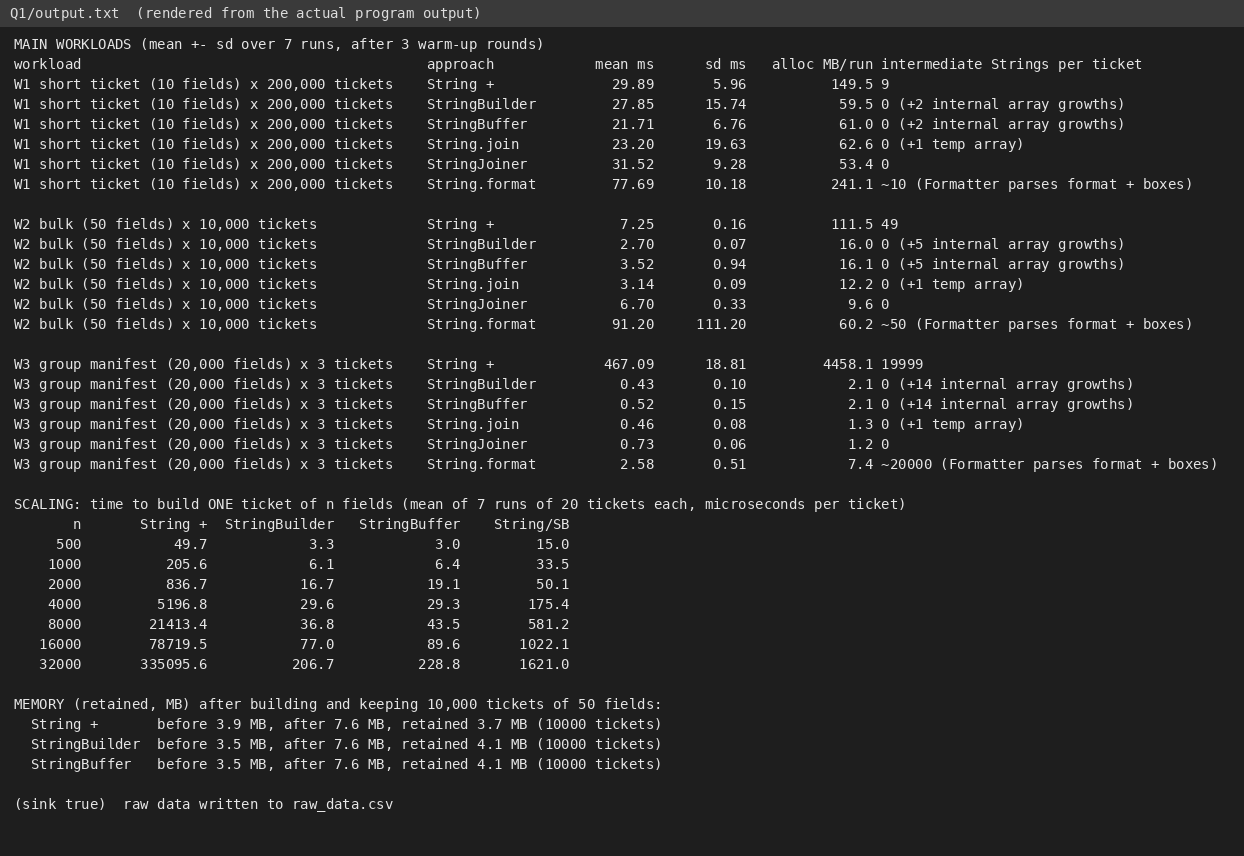 Q1/output.txt  (rendered from the actual program output)
MAIN WORKLOADS (mean +- sd over 7 runs, after 3 warm-up rounds)
workload                                         approach            mean ms      sd ms   alloc MB/run intermediate Strings per ticket
W1 short ticket (10 fields) x 200,000 tickets    String +              29.89       5.96          149.5 9
W1 short ticket (10 fields) x 200,000 tickets    StringBuilder         27.85      15.74           59.5 0 (+2 internal array growths)
W1 short ticket (10 fields) x 200,000 tickets    StringBuffer          21.71       6.76           61.0 0 (+2 internal array growths)
W1 short ticket (10 fields) x 200,000 tickets    String.join           23.20      19.63           62.6 0 (+1 temp array)
W1 short ticket (10 fields) x 200,000 tickets    StringJoiner          31.52       9.28           53.4 0
W1 short ticket (10 fields) x 200,000 tickets    String.format         77.69      10.18          241.1 ~10 (Formatter parses format + boxes)
W2 bulk (50 fields) x 10,000 tickets             String +               7.25       0.16          111.5 49
W2 bulk (50 fields) x 10,000 tickets             StringBuilder          2.70       0.07           16.0 0 (+5 internal array growths)
W2 bulk (50 fields) x 10,000 tickets             StringBuffer           3.52       0.94           16.1 0 (+5 internal array growths)
W2 bulk (50 fields) x 10,000 tickets             String.join            3.14       0.09           12.2 0 (+1 temp array)
W2 bulk (50 fields) x 10,000 tickets             StringJoiner           6.70       0.33            9.6 0
W2 bulk (50 fields) x 10,000 tickets             String.format         91.20     111.20           60.2 ~50 (Formatter parses format + boxes)
W3 group manifest (20,000 fields) x 3 tickets    String +             467.09      18.81         4458.1 19999
W3 group manifest (20,000 fields) x 3 tickets    StringBuilder          0.43       0.10            2.1 0 (+14 internal array growths)
W3 group manifest (20,000 fields) x 3 tickets    StringBuffer           0.52       0.15            2.1 0 (+14 internal array growths)
W3 group manifest (20,000 fields) x 3 tickets    String.join            0.46       0.08            1.3 0 (+1 temp array)
W3 group manifest (20,000 fields) x 3 tickets    StringJoiner           0.73       0.06            1.2 0
W3 group manifest (20,000 fields) x 3 tickets    String.format          2.58       0.51            7.4 ~20000 (Formatter parses format + boxes)
SCALING: time to build ONE ticket of n fields (mean of 7 runs of 20 tickets each, microseconds per ticket)
       n       String +  StringBuilder   StringBuffer    String/SB
     500           49.7            3.3            3.0         15.0
    1000          205.6            6.1            6.4         33.5
    2000          836.7           16.7           19.1         50.1
    4000         5196.8           29.6           29.3        175.4
    8000        21413.4           36.8           43.5        581.2
   16000        78719.5           77.0           89.6       1022.1
   32000       335095.6          206.7          228.8       1621.0
MEMORY (retained, MB) after building and keeping 10,000 tickets of 50 fields:
  String +       before 3.9 MB, after 7.6 MB, retained 3.7 MB (10000 tickets)
  StringBuilder  before 3.5 MB, after 7.6 MB, retained 4.1 MB (10000 tickets)
  StringBuffer   before 3.5 MB, after 7.6 MB, retained 4.1 MB (10000 tickets)
(sink true)  raw data written to raw_data.csv